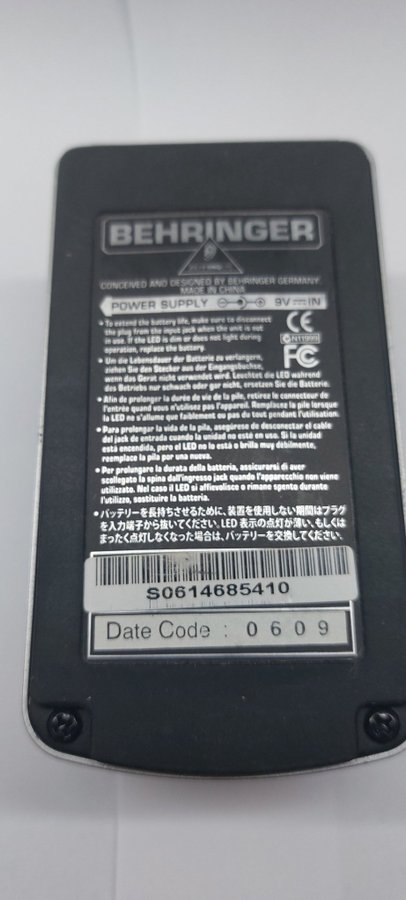 BEHRINGER
CONCEIVED AND DESIGNED BY BEHRINGER GERMANY.
MADE IN CHINA
POWER SUPPLY 9V IN
• To extend the battery life, make sure to disconnect
the plug from the input jack when the unit is not
in use. If the LED is dim or does not light during
operation, replace the battery.
CE
N11999
FC
• Um die Lebensdauer der Batterie zu verlangern,
ziehen Sie den Stecker aus der Eingangsbuchse,
wenn das Gerät nicht verwendet wird. Leuchtet die LED während
des Betriebs nur schwach oder gar nicht, ersetzen Sie die Batterie.
• Afin de prolonger la durée de vie de la pile, retirez le connecteur de
l'entrée quand vous n'utilisez pas l'appareil. Remplacez la pile lorsque
la LED ne s'allume que faiblement ou pas du tout pendant l'utilisation.
• Para prolongar la vida de la pila, asegúrese de desconectar el cable
del jack de entrada cuando la unidad no esté en uso. Si la unidad
está encendida, pero el LED no lo está o brilla muy débilmente,
reemplace la pila por una nueva.
• Per prolungare la durata della batteria, assicurarsi di aver
scollegato la spina dall'ingresso jack quando l'apparecchio non viene
utilizzato. Nel caso il LED si affievolisce o rimane spento durante
l'utilizzo, sostituire la batteria.
• バッテリーを長持ちさせるために、装置を使用しない期間はプラグ
を入力端子から抜いてください。LED 表示の点灯が薄い、もしくは
まったく点灯しなくなった場合は、バッテリーを交換してください。
S0614685410
Date Code : 0609